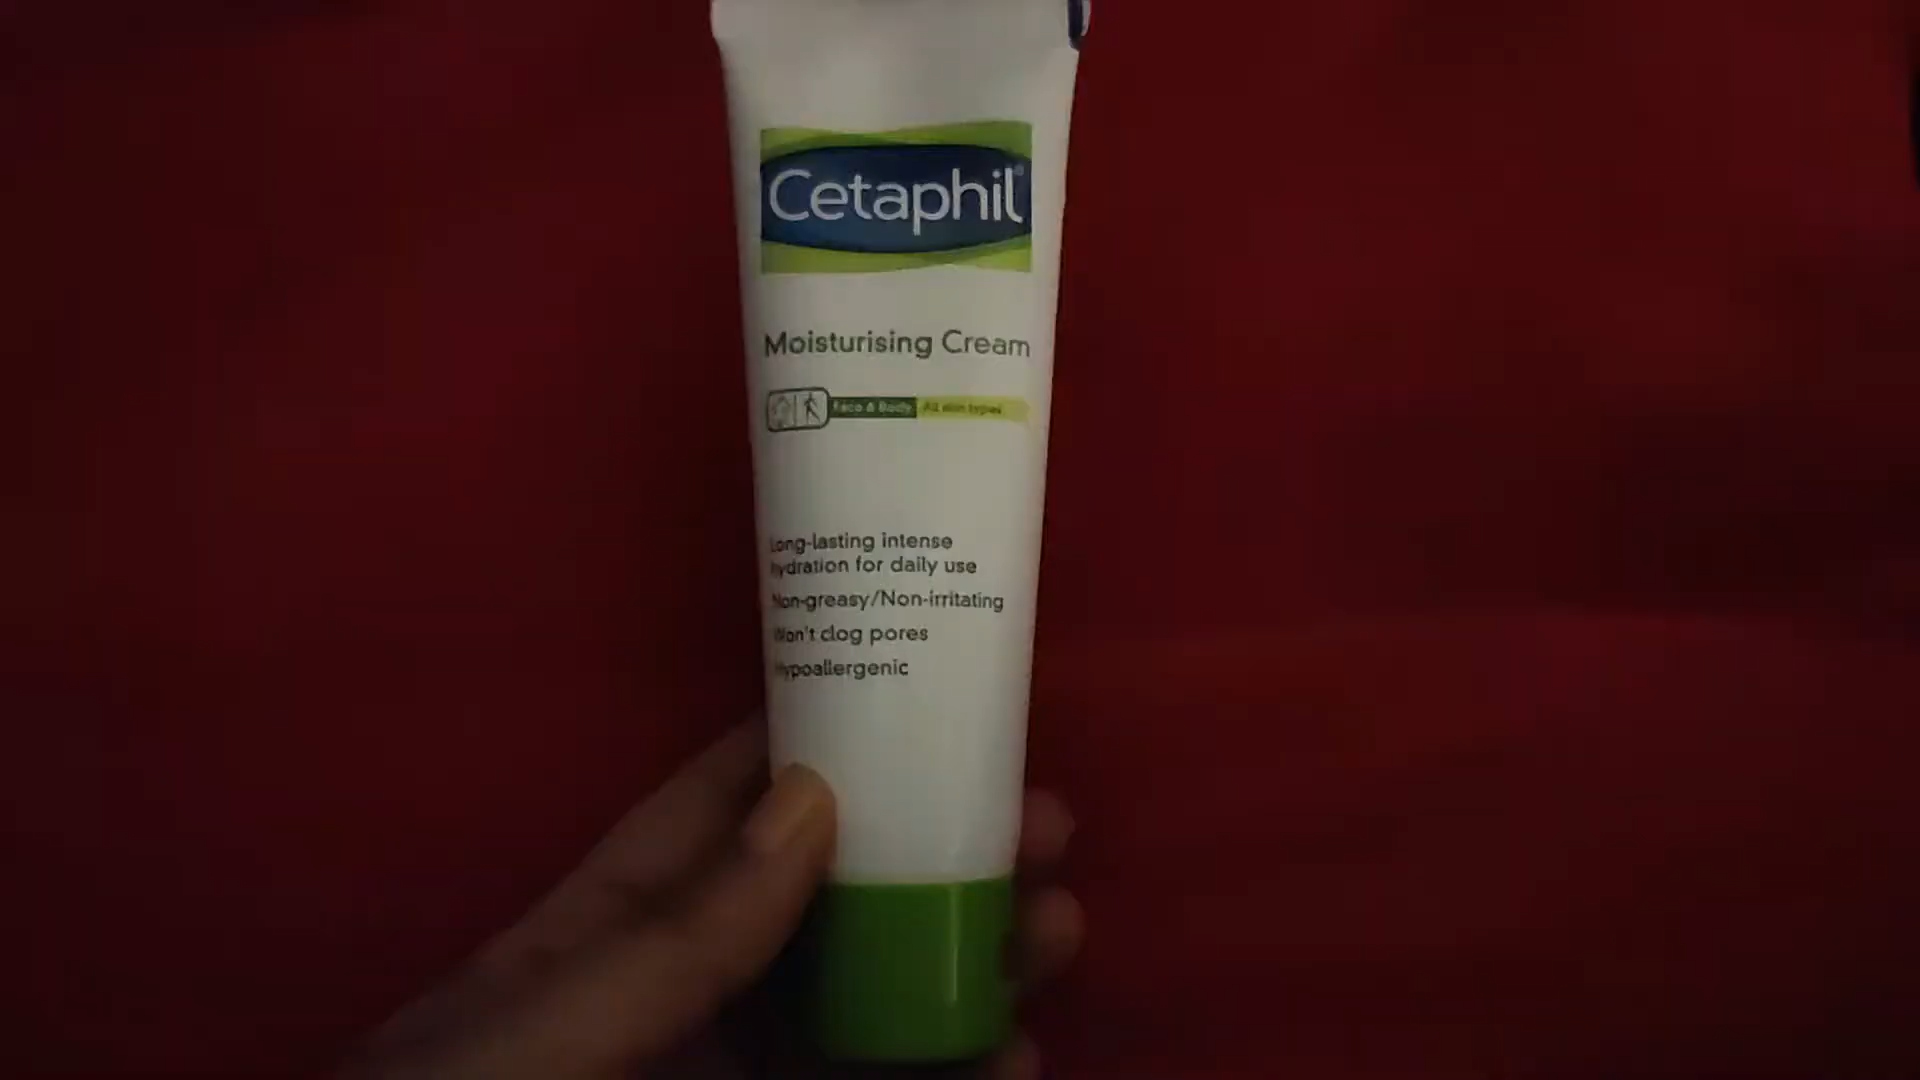 Cetaphil®
Moisturising Cream
Face & Body All skin types
Long-lasting intense
hydration for daily use
Non-greasy/Non-irritating
Won't clog pores
Hypoallergenic